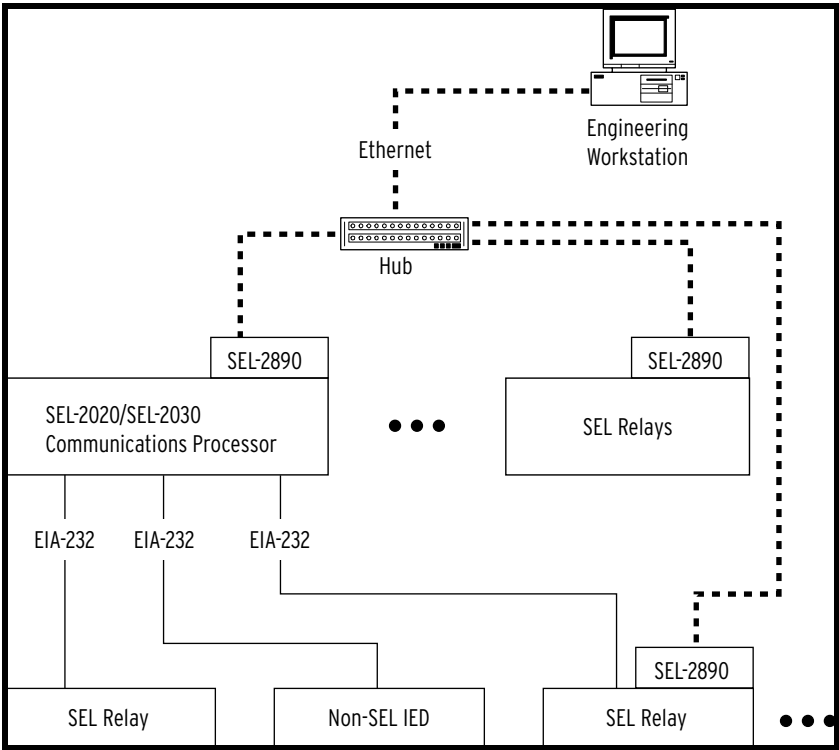 Engineering
Workstation
Ethernet
Hub
SEL-2890
SEL-2890
SEL-2020/SEL-2030
Communications Processor
SEL Relays
EIA-232
EIA-232
EIA-232
SEL-2890
SEL Relay
Non-SEL IED
SEL Relay